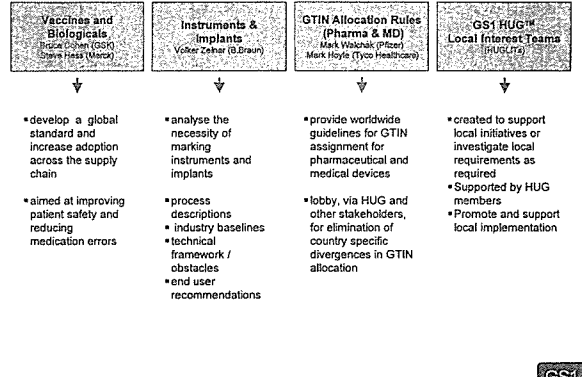 Vaccines and
Biologicals
Bruce Cohen (GSK)
Steve Hess (Merck)
▪ develop a global
standard and
increase adoption
across the supply
chain
▪ aimed at improving
patient safety and
reducing
medication errors
Instruments &
Implants
Volker Zeiner (B.Braun)
▪ analyse the
necessity of
marking
instruments and
implants
▪ process
descriptions
▪ industry baselines
▪ technical
framework /
obstacles
▪ end user
recommendations
GTIN Allocation Rules
(Pharma & MD)
Mark Walchak (Pfizer)
Mark Hoyle (Tyco Healthcare)
▪ provide worldwide
guidelines for GTIN
assignment for
pharmaceutical and
medical devices
▪ lobby, via HUG and
other stakeholders,
for elimination of
country specific
divergences in GTIN
allocation
GS1 HUG™
Local Interest Teams
(HUGLITs)
▪ created to support
local initiatives or
investigate local
requirements as
required
▪ Supported by HUG
members
▪ Promote and support
local implementation
GS1